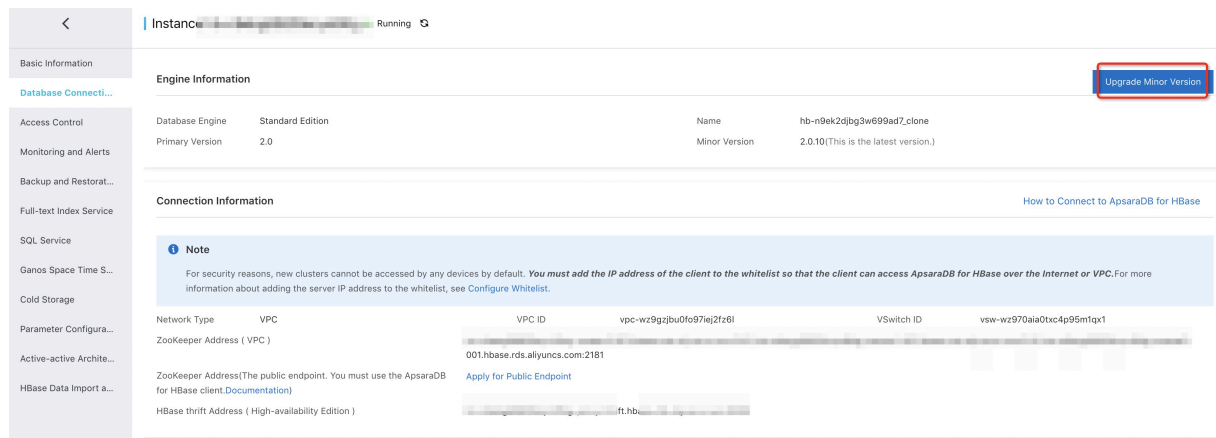 Instance Running
Basic Information
Database Connecti...
Access Control
Monitoring and Alerts
Backup and Restorat...
Full-text Index Service
SQL Service
Ganos Space Time S...
Cold Storage
Parameter Configura...
Active-active Archite...
HBase Data Import a...
Engine Information
Upgrade Minor Version
Database Engine Standard Edition Name hb-n9ek2djbg3w699ad7_clone
Primary Version 2.0 Minor Version 2.0.10(This is the latest version.)
Connection Information How to Connect to ApsaraDB for HBase
Note
For security reasons, new clusters cannot be accessed by any devices by default. You must add the IP address of the client to the whitelist so that the client can access ApsaraDB for HBase over the Internet or VPC.For more
information about adding the server IP address to the whitelist, see Configure Whitelist.
Network Type VPC VPC ID vpc-wz9gzjbu0fo97iej2fz6l VSwitch ID vsw-wz970aia0txc4p95m1qx1
ZooKeeper Address ( VPC )
001.hbase.rds.aliyuncs.com:2181
ZooKeeper Address(The public endpoint. You must use the ApsaraDB Apply for Public Endpoint
for HBase client.Documentation)
HBase thrift Address ( High-availability Edition )